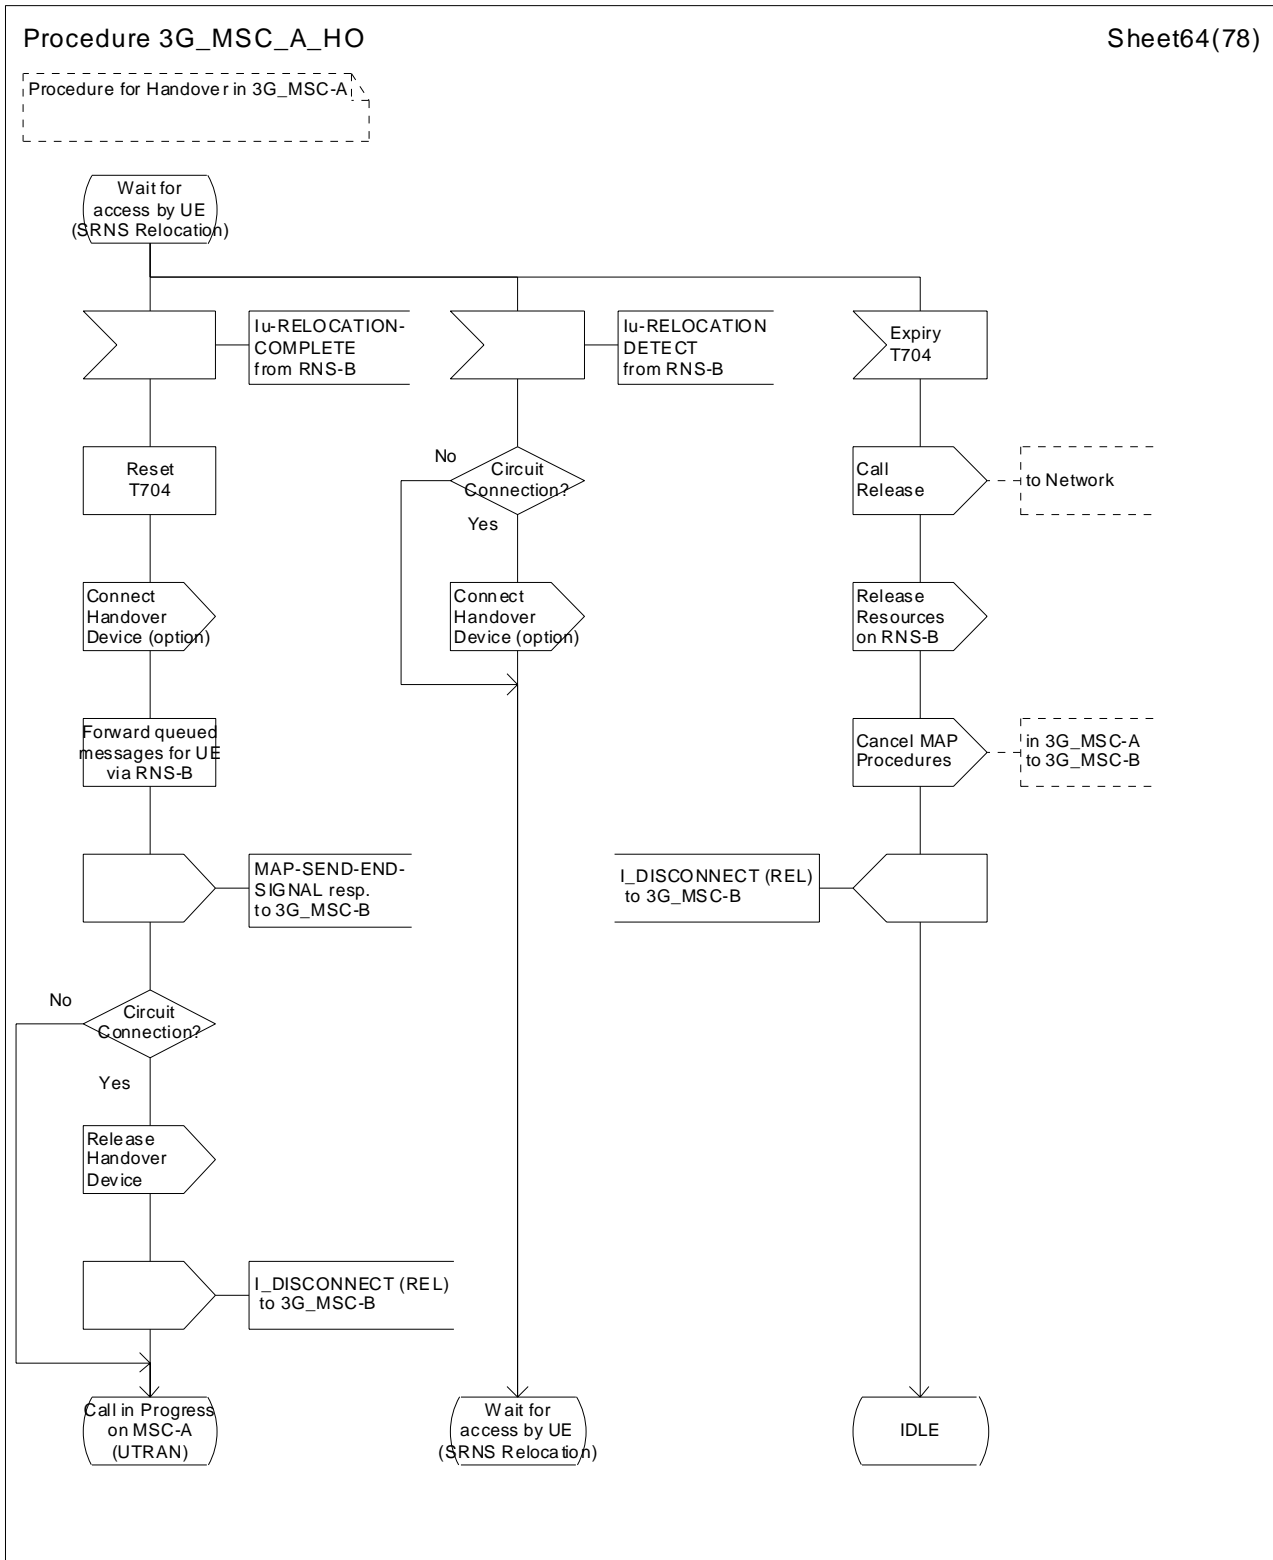 Procedure 3G_MSC_A_HO
Sheet64(78)
Procedure for Handover in 3G_MSC-A
Wait for
access by UE
(SRNS Relocation)
Iu-RELOCATION-
COMPLETE
from RNS-B
Iu-RELOCATION
DETECT
from RNS-B
Expiry
T704
Reset
T704
No
Circuit
Connection?
Yes
Call
Release
to Network
Connect
Handover
Device (option)
Connect
Handover
Device (option)
Release
Resources
on RNS-B
Forward queued
messages for UE
via RNS-B
Cancel MAP
Procedures
in 3G_MSC-A
to 3G_MSC-B
MAP-SEND-END-
SIGNAL resp.
to 3G_MSC-B
I_DISCONNECT (REL)
to 3G_MSC-B
No
Circuit
Connection?
Yes
Release
Handover
Device
I_DISCONNECT (REL)
to 3G_MSC-B
Call in Progress
on MSC-A
(UTRAN)
Wait for
access by UE
(SRNS Relocation)
IDLE